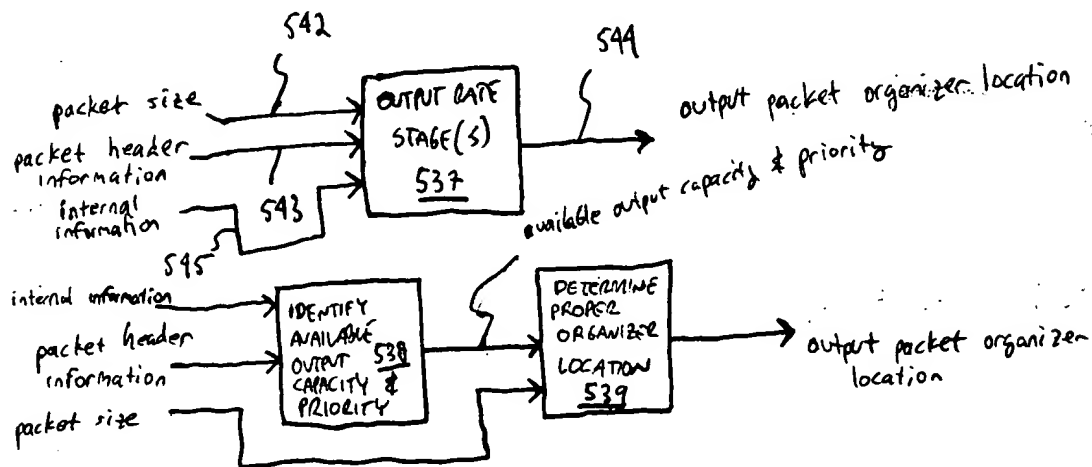 542
544
packet size
packet header
information
internal
information
543
545
OUTPUT RATE
STAGE(S)
537
output packet organizer location
available output capacity & priority
internal information
packet header
information
packet size
IDENTIFY
AVAILABLE
OUTPUT 538
CAPACITY &
PRIORITY
DETERMINE
PROPER
ORGANIZER
LOCATION
539
output packet organizer
location